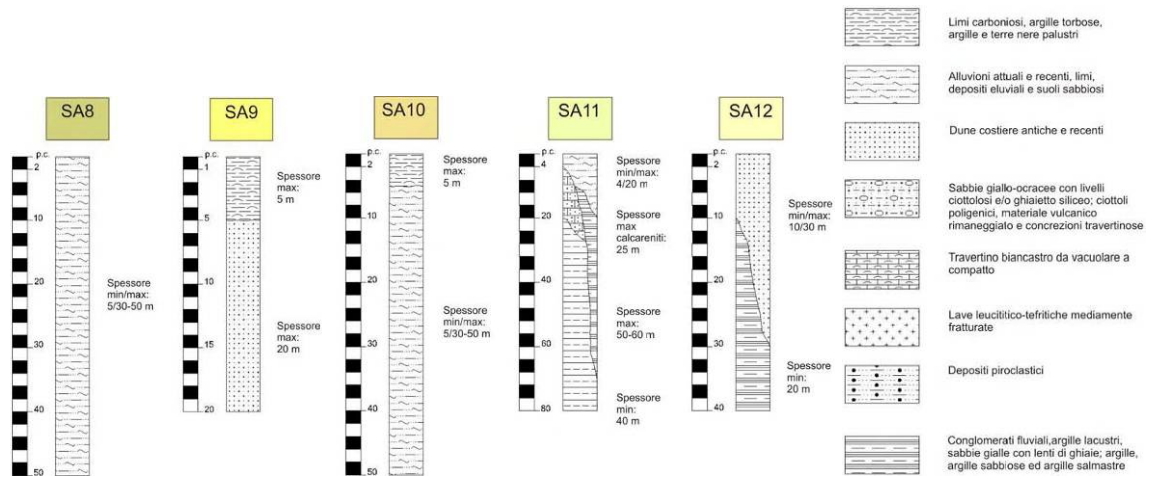 SA8
p.c.
2
10
20
30
40
50
Spessore
min/max:
5/30-50 m
SA9
p.c.
1
5
10
15
20
Spessore
max:
5 m
Spessore
max:
20 m
SA10
p.c.
2
10
20
30
40
50
Spessore
max:
5 m
Spessore
min/max:
5/30-50 m
SA11
p.c.
4
20
40
60
80
Spessore
min/max:
4/20 m
Spessore
max
calcareniti:
25 m
Spessore
max:
50-60 m
Spessore
min:
40 m
SA12
p.c.
2
10
20
30
40
Spessore
min/max:
10/30 m
Spessore
min:
20 m
Limi carboniosi, argille torbose,
argille e terre nere palustri
Alluvioni attuali e recenti, limi,
depositi eluviali e suoli sabbiosi
Dune costiere antiche e recenti
Sabbie giallo-ocracee con livelli
ciottolosi e/o ghiaietto siliceo; ciottoli
poligenici, materiale vulcanico
rimaneggiato e concrezioni travertinose
Travertino biancastro da vacuolare a
compatto
Lave leucititico-tefritiche mediamente
fratturate
Depositi piroclastici
Conglomerati fluviali,argille lacustri,
sabbie gialle con lenti di ghiaie; argille,
argille sabbiose ed argille salmastre